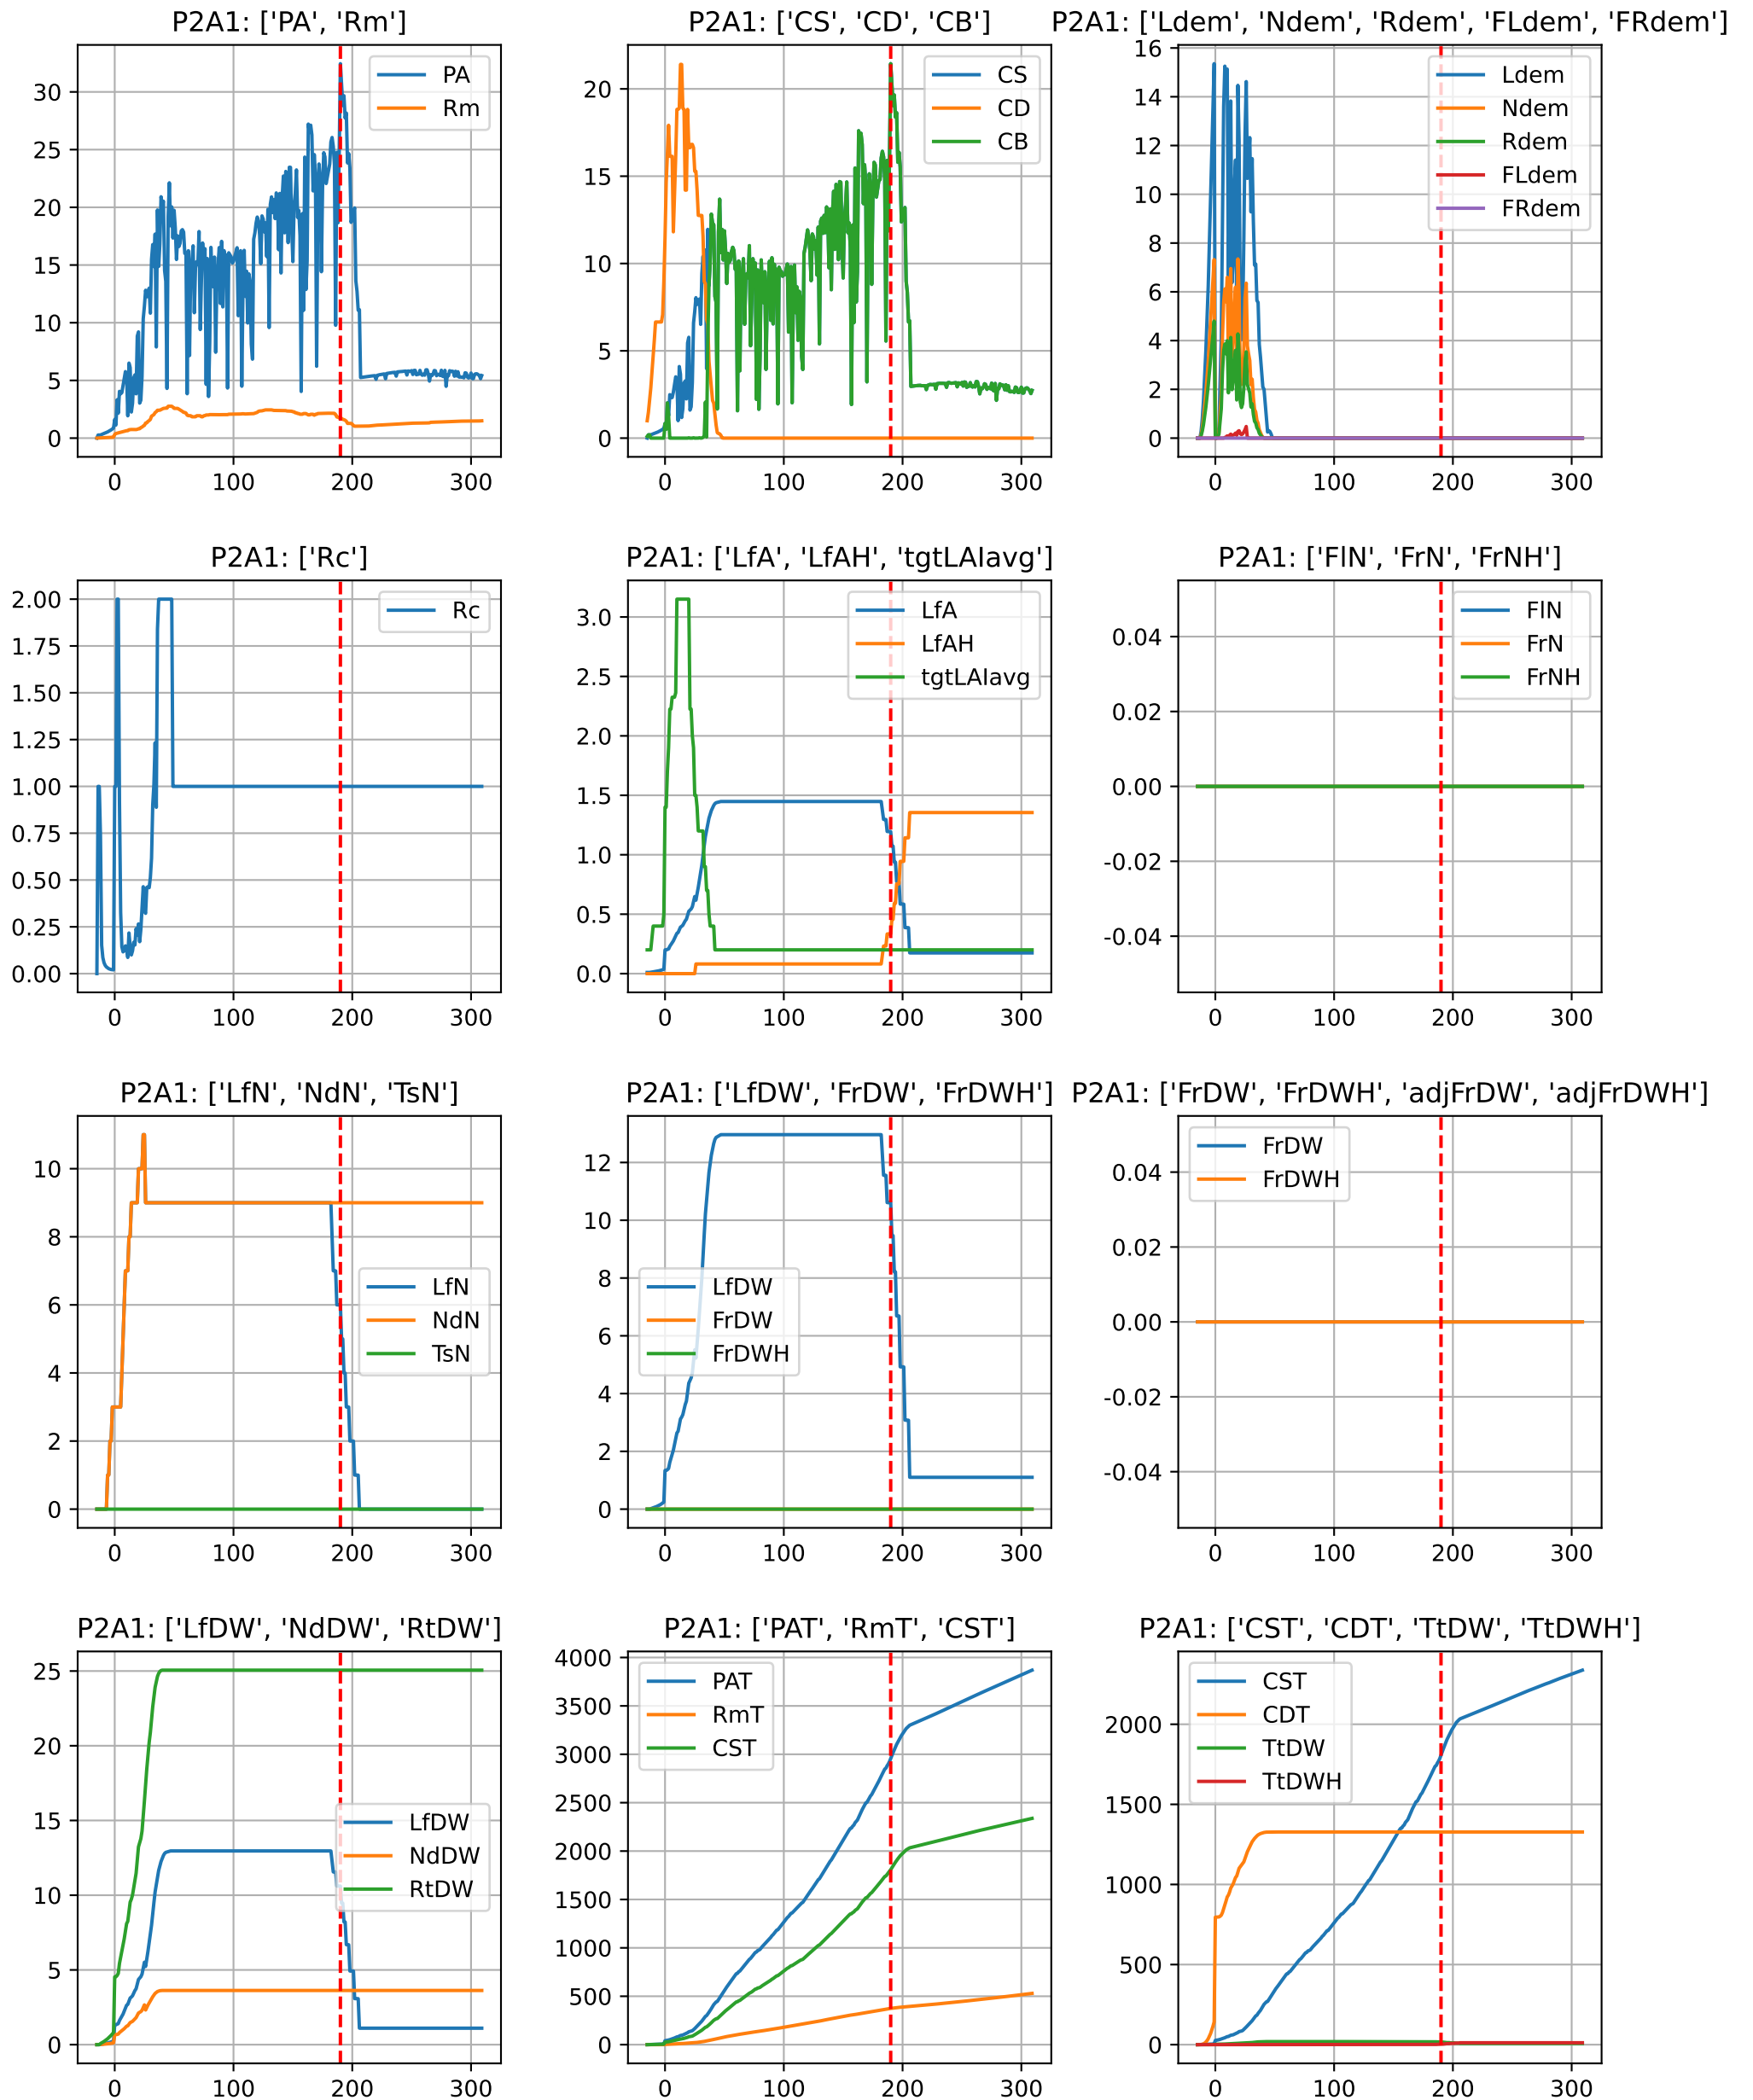 P2A1: ['PA', 'Rm']
30
25
20
15
10
5
0
0 100 200 300
PA
Rm
P2A1: ['CS', 'CD', 'CB']
20
15
10
5
0
0 100 200 300
CS
CD
CB
P2A1: ['Ldem', 'Ndem', 'Rdem', 'FLdem', 'FRdem']
16
14
12
10
8
6
4
2
0
0 100 200 300
Ldem
Ndem
Rdem
FLdem
FRdem
P2A1: ['Rc']
2.00
1.75
1.50
1.25
1.00
0.75
0.50
0.25
0.00
0 100 200 300
Rc
P2A1: ['LfA', 'LfAH', 'tgtLAIavg']
3.0
2.5
2.0
1.5
1.0
0.5
0.0
0 100 200 300
LfA
LfAH
tgtLAIavg
P2A1: ['FlN', 'FrN', 'FrNH']
0.04
0.02
0.00
-0.02
-0.04
0 100 200 300
FlN
FrN
FrNH
P2A1: ['LfN', 'NdN', 'TsN']
10
8
6
4
2
0
0 100 200 300
LfN
NdN
TsN
P2A1: ['LfDW', 'FrDW', 'FrDWH']
12
10
8
6
4
2
0
0 100 200 300
LfDW
FrDW
FrDWH
P2A1: ['FrDW', 'FrDWH', 'adjFrDW', 'adjFrDWH']
0.04
0.02
0.00
-0.02
-0.04
0 100 200 300
FrDW
FrDWH
P2A1: ['LfDW', 'NdDW', 'RtDW']
25
20
15
10
5
0
0 100 200 300
LfDW
NdDW
RtDW
P2A1: ['PAT', 'RmT', 'CST']
4000
3500
3000
2500
2000
1500
1000
500
0
0 100 200 300
PAT
RmT
CST
P2A1: ['CST', 'CDT', 'TtDW', 'TtDWH']
2000
1500
1000
500
0
0 100 200 300
CST
CDT
TtDW
TtDWH